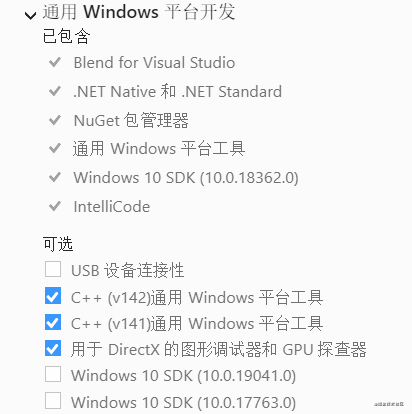 通用 Windows 平台开发
已包含
Blend for Visual Studio
.NET Native 和 .NET Standard
NuGet 包管理器
通用 Windows 平台工具
Windows 10 SDK (10.0.18362.0)
IntelliCode
可选
USB 设备连接性
C++ (v142)通用 Windows 平台工具
C++ (v141)通用 Windows 平台工具
用于 DirectX 的图形调试器和 GPU 探查器
Windows 10 SDK (10.0.19041.0)
Windows 10 SDK (10.0.17763.0)